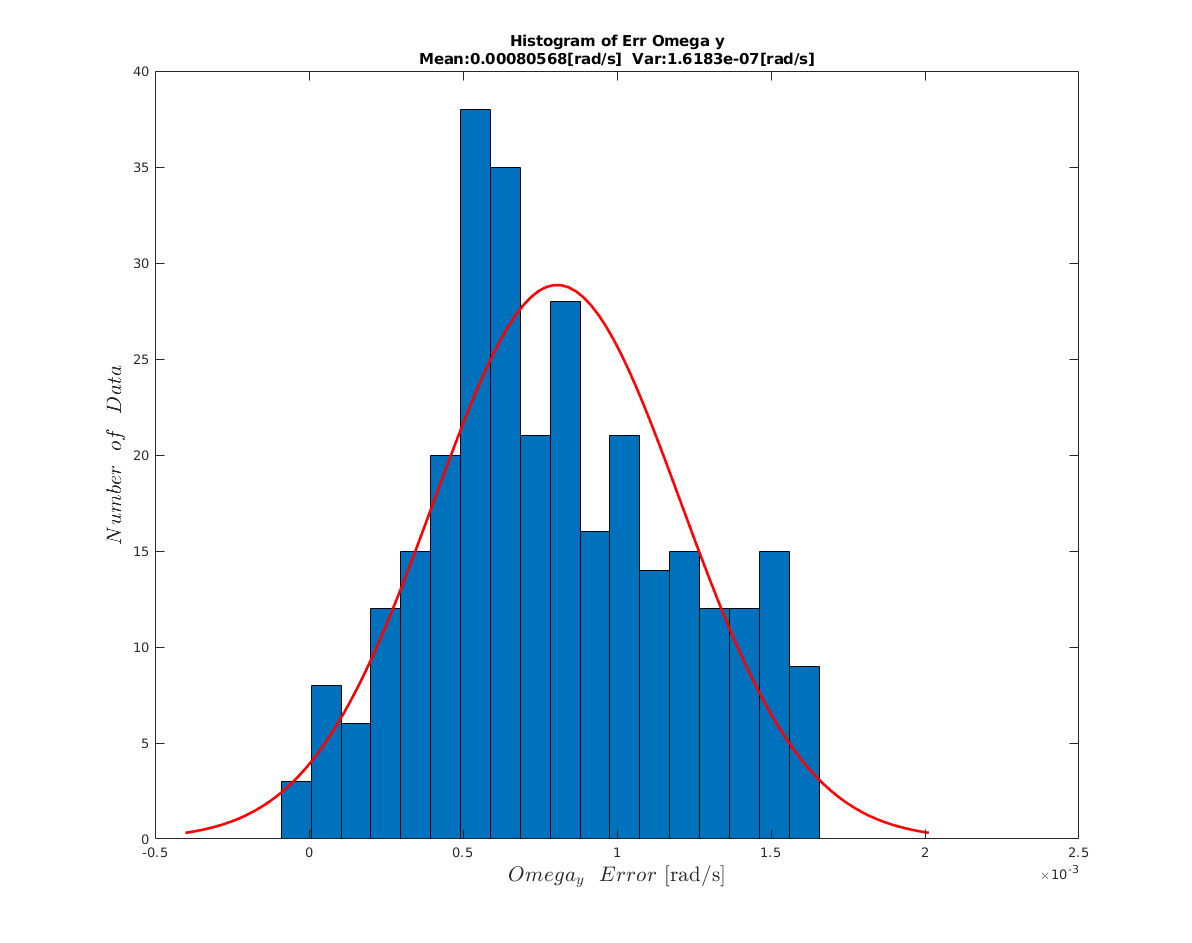 Histogram of Err Omega y
Mean:0.00080568[rad/s]  Var:1.6183e-07[rad/s]
40
35
30
25
20
15
10
5
0
Number of Data
-0.5 0 0.5 1 1.5 2 2.5
×10-3
Omegay Error [rad/s]